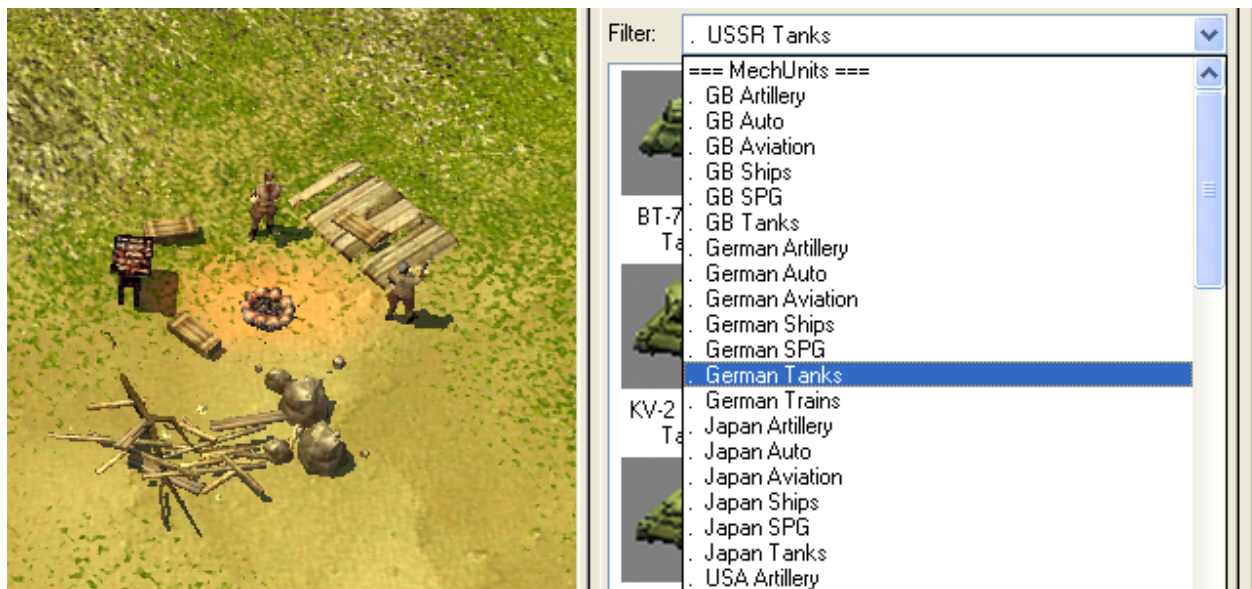 Filter:
. USSR Tanks
=== MechUnits ===
. GB Artillery
. GB Auto
. GB Aviation
. GB Ships
. GB SPG
. GB Tanks
. German Artillery
. German Auto
. German Aviation
. German Ships
. German SPG
. German Tanks
. German Trains
. Japan Artillery
. Japan Auto
. Japan Aviation
. Japan Ships
. Japan SPG
. Japan Tanks
. USA Artillery
BT-7
Ta
KV-2
Ta